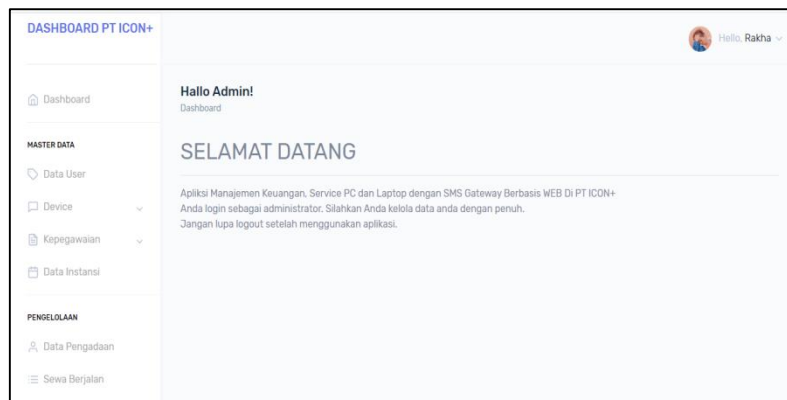 DASHBOARD PT ICON+
Hello, Rakha
Dashboard
MASTER DATA
Data User
Device
Kepegawaian
Data Instansi
PENGELOLAAN
Data Pengadaan
Sewa Berjalan
Hallo Admin!
Dashboard
SELAMAT DATANG
Apliksi Manajemen Keuangan, Service PC dan Laptop dengan SMS Gateway Berbasis WEB Di PT ICON+
Anda login sebagai administrator. Silahkan Anda kelola data anda dengan penuh.
Jangan lupa logout setelah menggunakan aplikasi.